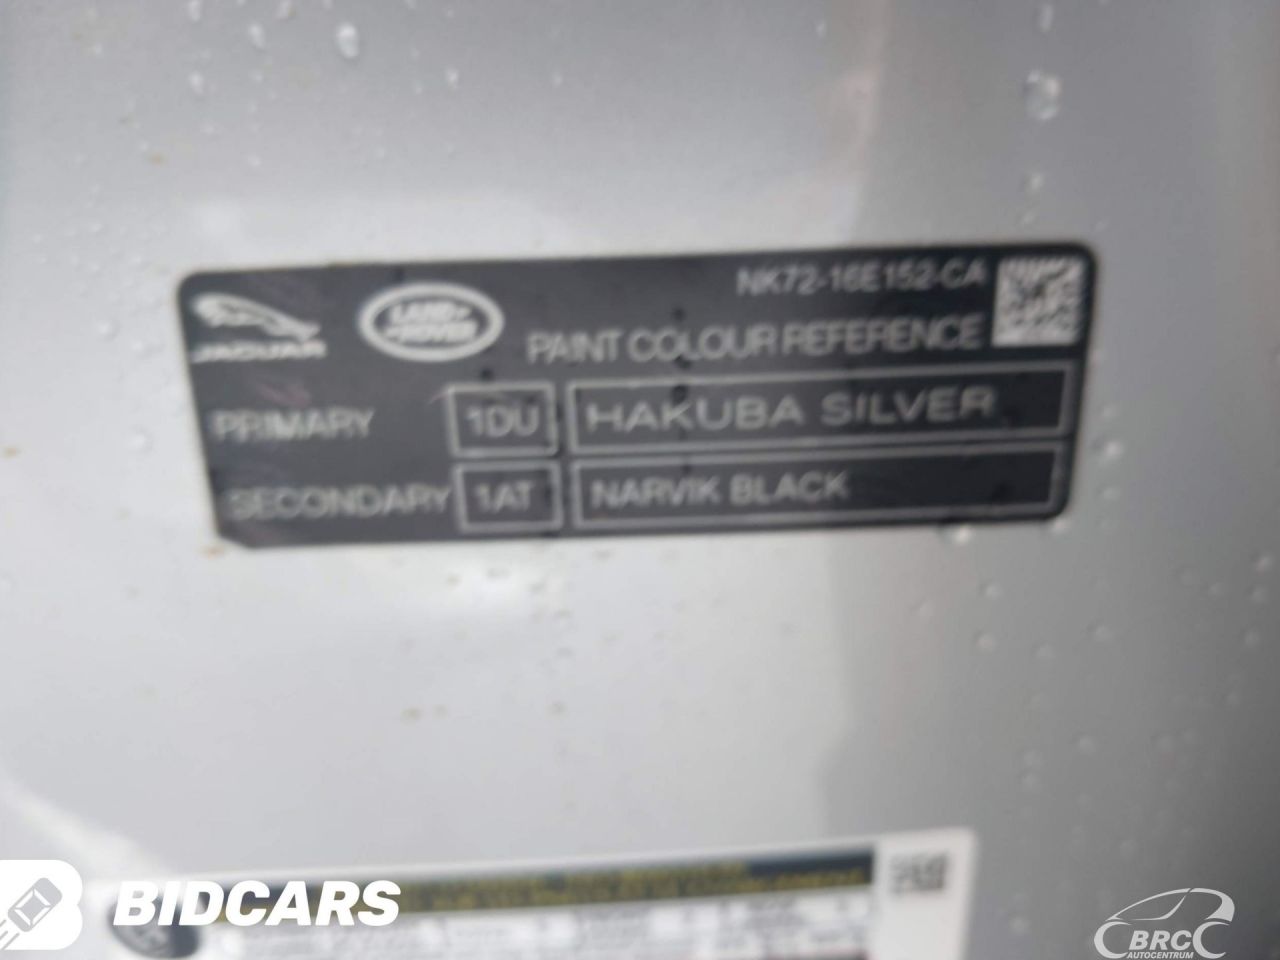 NK72-16E152-CA
JAGUAR
LAND ROVER
PAINT COLOUR REFERENCE
PRIMARY 1DU HAKUBA SILVER
SECONDARY 1AT NARVIK BLACK
BIDCARS
BRC
AUTOCENTRUM